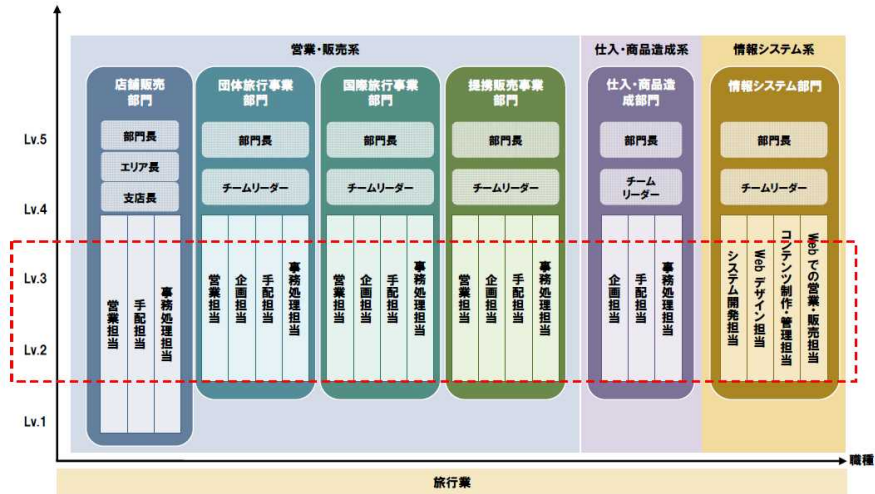 営業・販売系
仕入・商品造成系
情報システム系
店舗販売
部門
団体旅行事業
部門
国際旅行事業
部門
提携販売事業
部門
仕入・商品造
成部門
情報システム部門
Lv.5
部門長
部門長
部門長
部門長
部門長
部門長
エリア長
Lv.4
支店長
チームリーダー
チームリーダー
チームリーダー
チーム
リーダー
チームリーダー
Lv.3
Lv.2
Lv.1
営業担当
手配担当
事務処理担当
営業担当
企画担当
手配担当
事務処理担当
営業担当
企画担当
手配担当
事務処理担当
営業担当
企画担当
手配担当
事務処理担当
企画担当
手配担当
事務処理担当
システム開発担当
Web デザイン担当
コンテンツ制作・管理担当
Web での営業・販売担当
職種
旅行業